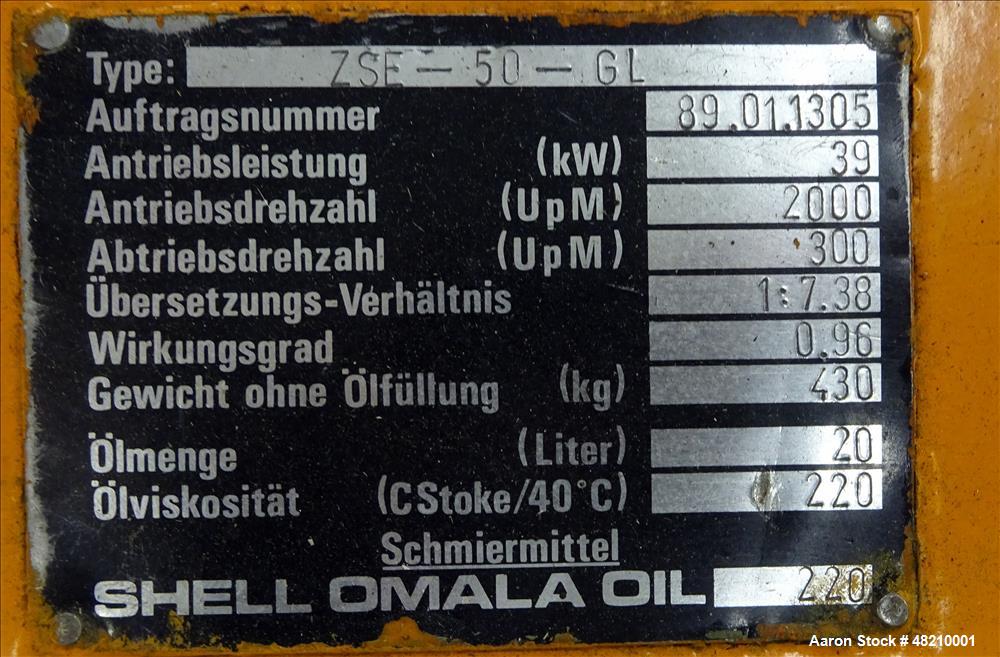 Type: ZSE - 50 - GL
Auftragsnummer 89.01.1305
Antriebsleistung (kW) 39
Antriebsdrehzahl (UpM) 2000
Abtriebsdrehzahl (UpM) 300
Übersetzungs-Verhältnis 1:7.38
Wirkungsgrad 0.96
Gewicht ohne Ölfüllung (kg) 430
Ölmenge (Liter) 20
Ölviskosität (CStoke/40°C) 220
Schmiermittel
SHELL OMALA OIL 220
Aaron Stock # 48210001